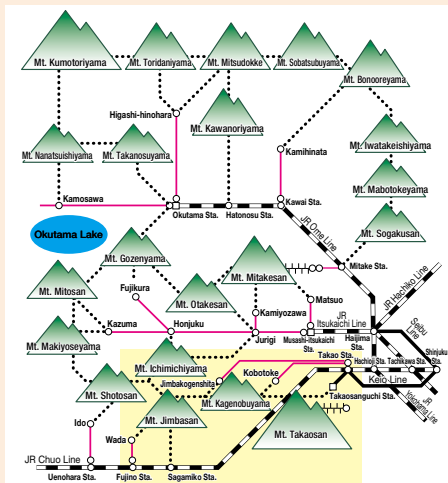 Mt. Kumotoriyama
Mt. Toridaniyama
Mt. Mitsudokke
Mt. Sobatsubuyama
Mt. Bonooreyama
Higashi-hinohara
Mt. Kawanoriyama
Mt. Iwatakeishiyama
Kamihinata
Mt. Nanatsuishiyama
Mt. Takanosuyama
Mt. Mabotokeyama
Kamosawa
Okutama Sta.
Hatonosu Sta.
Kawai Sta.
Okutama Lake
JR Ome Line
Mt. Sogakusan
Mt. Gozenyama
Mt. Mitakesan
Mitake Sta.
JR Hachiko Line
Mt. Mitosan
Fujikura
Mt. Otakesan
Kamiyozawa
Matsuo
JR
Itsukaichi Line
Seibu
Line
Kazuma
Honjuku
Jurigi
Musashi-itsukaichi
Sta.
Haijima
Sta.
Shinjuku
Sta.
Mt. Makiyoseyama
Mt. Ichimichiyama
Takao Sta.
Hachioji Sta.
Tachikawa Sta.
Jimbakogenshita
Kobotoke
Keio Line
Mt. Shotosan
Mt. Kagenobuyama
Takaosanguchi Sta.
JR
Yokohama Line
Ido
Mt. Jimbasan
Wada
Mt. Takaosan
JR Chuo Line
Uenohara Sta.
Fujino Sta.
Sagamiko Sta.